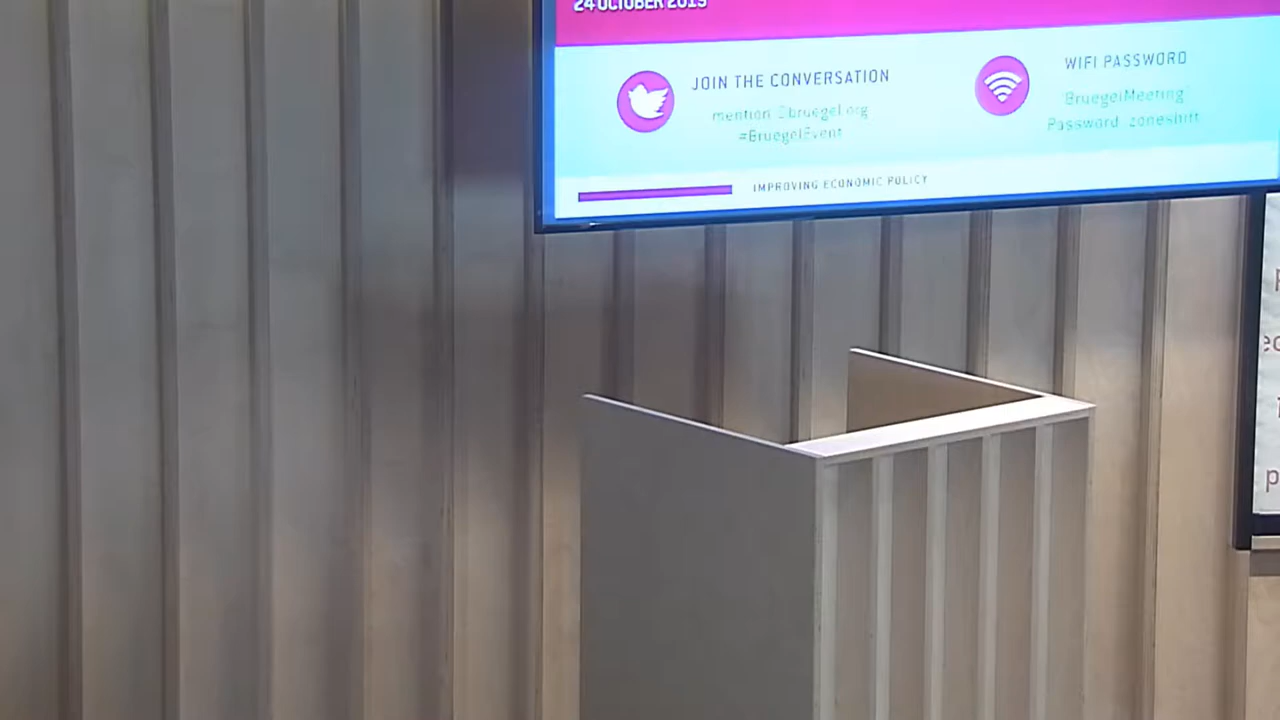 24 OCTOBER 2019
JOIN THE CONVERSATION
mention @bruegel.org
#BruegelEvent
WIFI PASSWORD
'BruegelMeeting'
Password: zoneshift
IMPROVING ECONOMIC POLICY